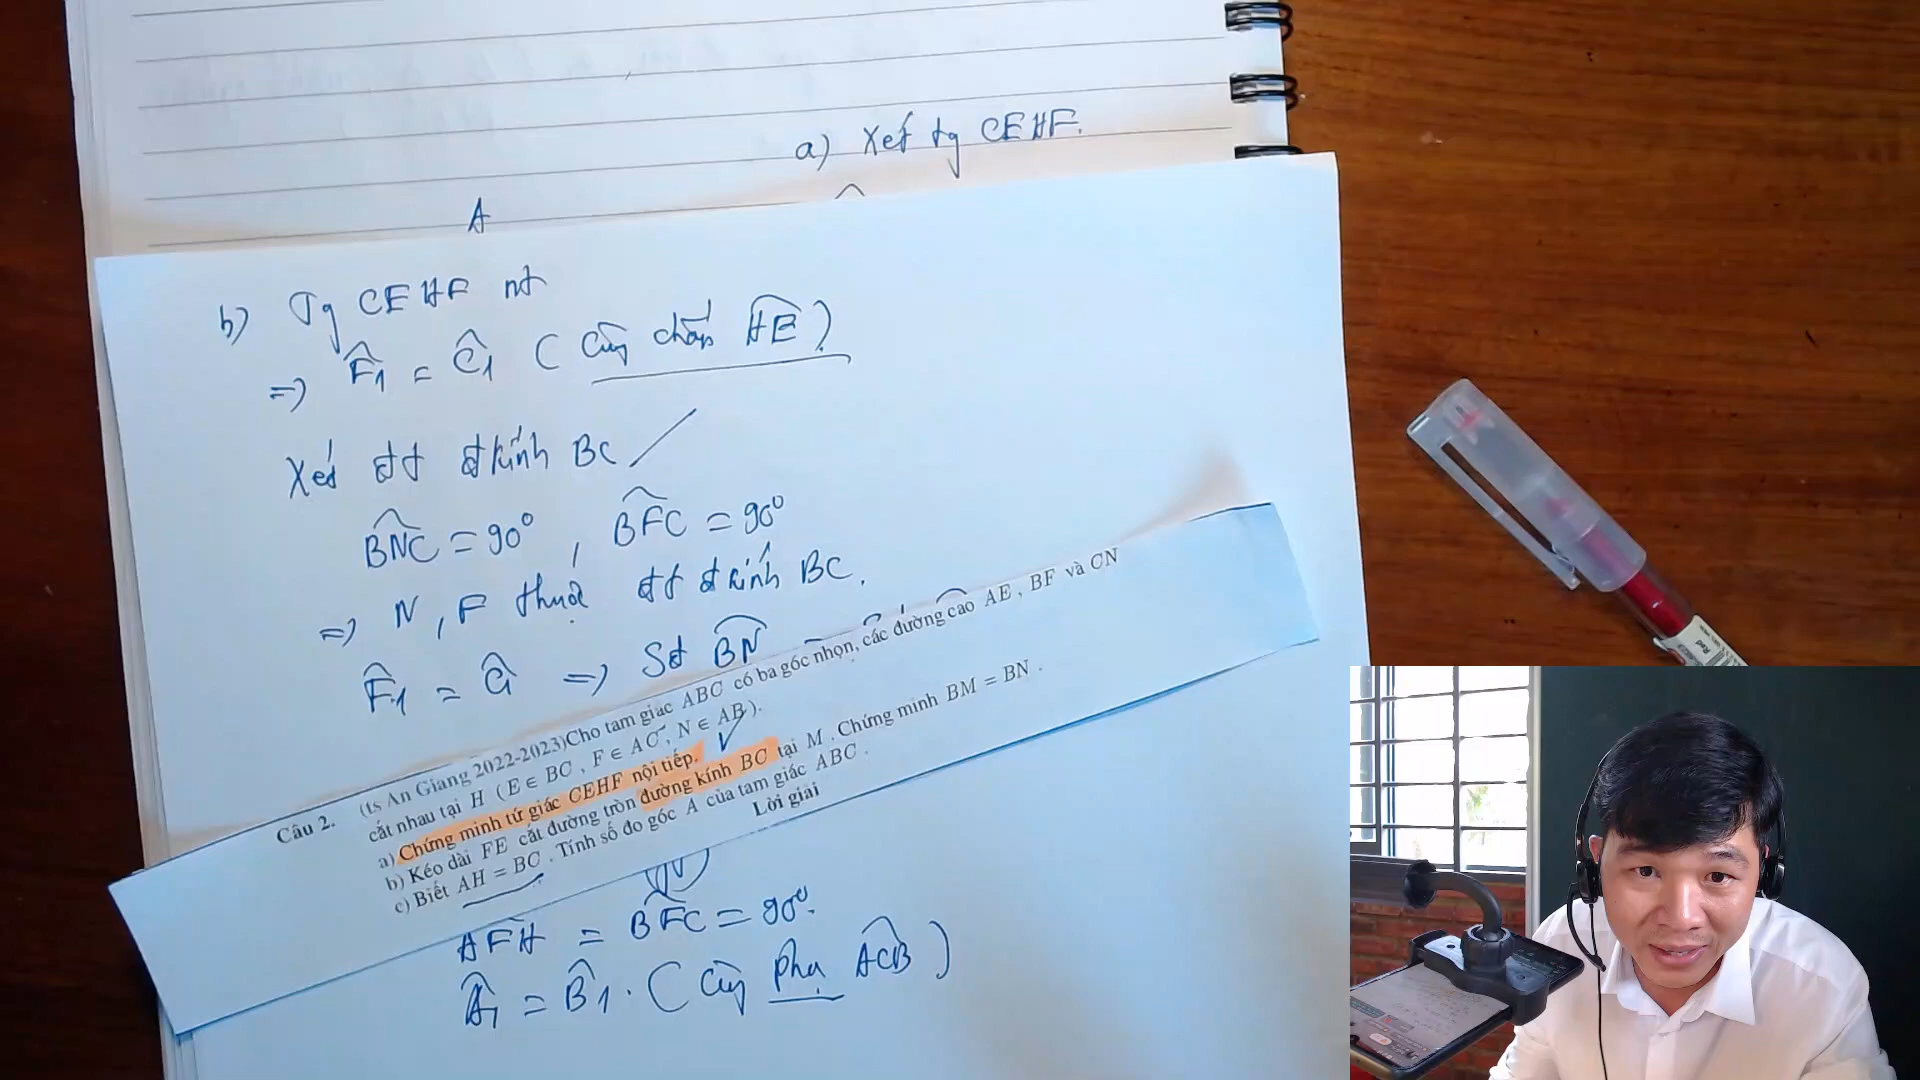 a) Xét tg CEHF.
A
b) Tg CEHF nt
=> F̂1 = Ĉ1 ( Cùng chắn HE )
Xét đt đkính BC
BNC = 90°, BFC = 90°
=> N, F thuộc đt đkính BC.
F̂1 = Ĉ1 => Sđ BN
Câu 2. (ts An Giang 2022-2023)Cho tam giác ABC có ba góc nhọn, các đường cao AE, BF và CN
cắt nhau tại H (E ∈ BC, F ∈ AC, N ∈ AB).
a) Chứng minh tứ giác CEHF nội tiếp.
b) Kéo dài FE cắt đường tròn đường kính BC tại M. Chứng minh BM = BN.
c) Biết AH = BC. Tính số đo góc A của tam giác ABC.
Lời giải
AFH = BFC = 90°.
Â1 = B̂1. ( Cùng phụ ACB )
Red